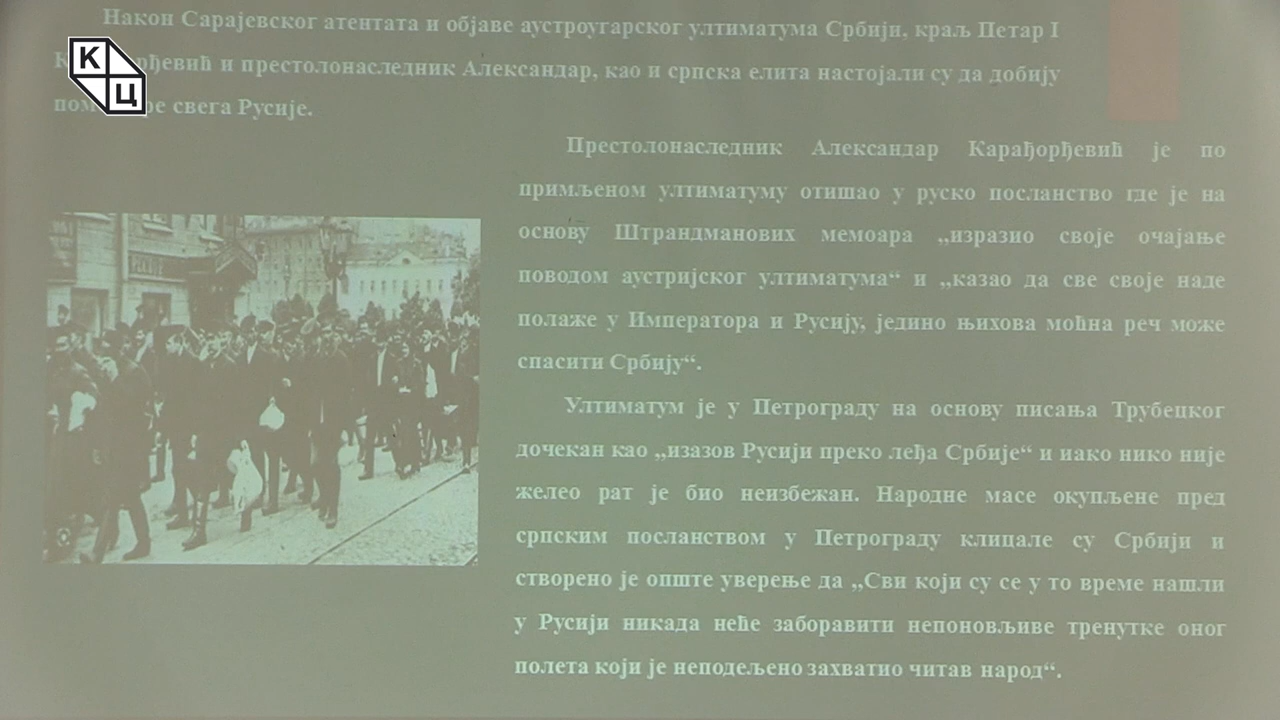 Након Сарајевског атентата и објаве аустроугарског ултиматума Србији, краљ Петар I
и престолонаследник Александар, као и српска елита настојали су да добију
свега Русије.
К
Ц
Престолонаследник Александар Карађорђевић је по
примљеном ултиматуму отишао у руско посланство где је на
основу Штрандманових мемоара „изразио своје очајање
поводом аустријског ултиматума“ и „казао да све своје наде
полаже у Императора и Русију, једино њихова моћна реч може
спасити Србију“.
Ултиматум је у Петрограду на основу писања Трубецког
дочекан као „изазов Русији преко леђа Србије“ и иако нико није
желео рат је био неизбежан. Народне масе окупљене пред
српским посланством у Петрограду клицале су Србији и
створено је опште уверење да „Сви који су се у то време нашли
у Русији никада неће заборавити непоновљиве тренутке оног
полета који је неподељено захватио читав народ“.